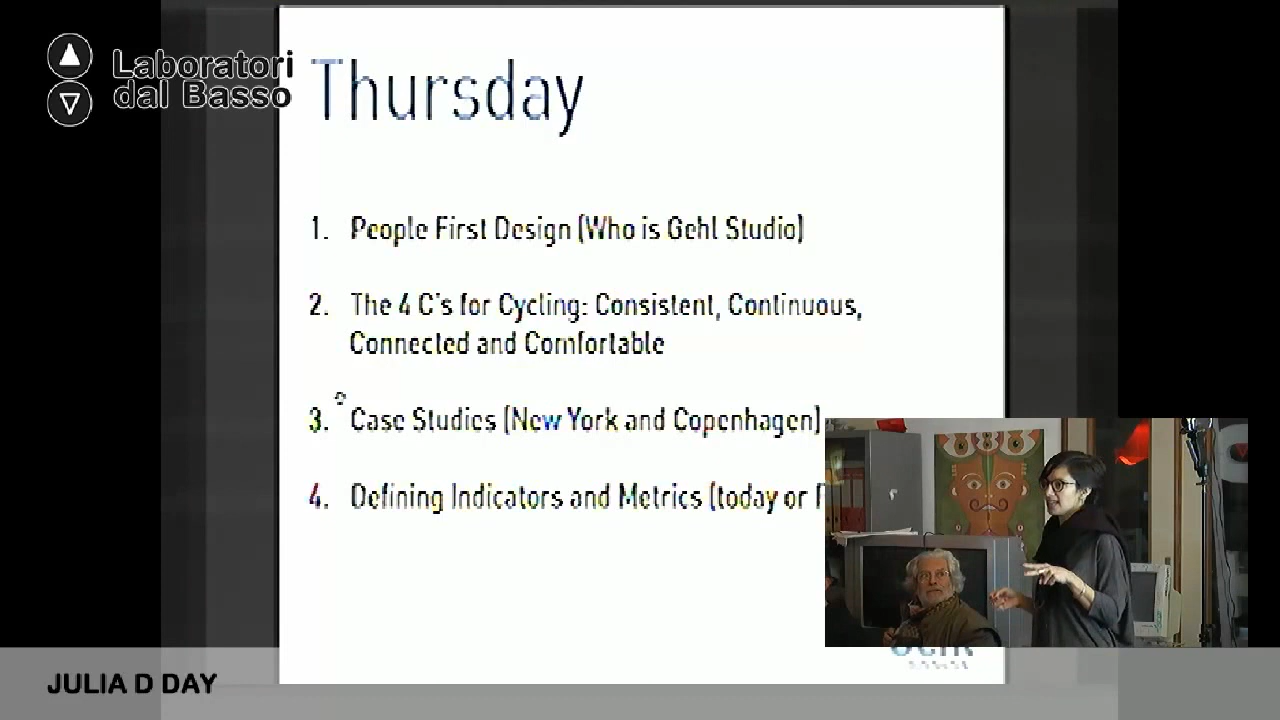 Laboratori
dal Basso
Thursday
1. People First Design (Who is Gehl Studio)
2. The 4 C's for Cycling: Consistent, Continuous,
Connected and Comfortable
3. Case Studies (New York and Copenhagen)
4. Defining Indicators and Metrics (today or
JULIA D DAY